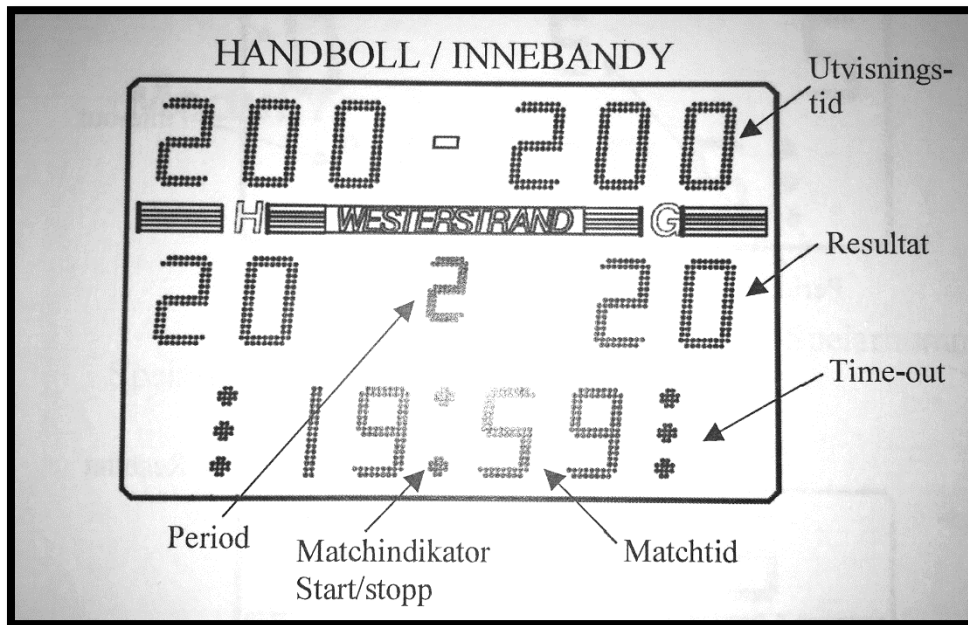 HANDBOLL / INNEBANDY
Utvisnings-
tid
200 - 200
H WESTERSTRAND G
Resultat
20 2 20
Time-out
: 19:59 :
Period
Matchindikator
Start/stopp
Matchtid